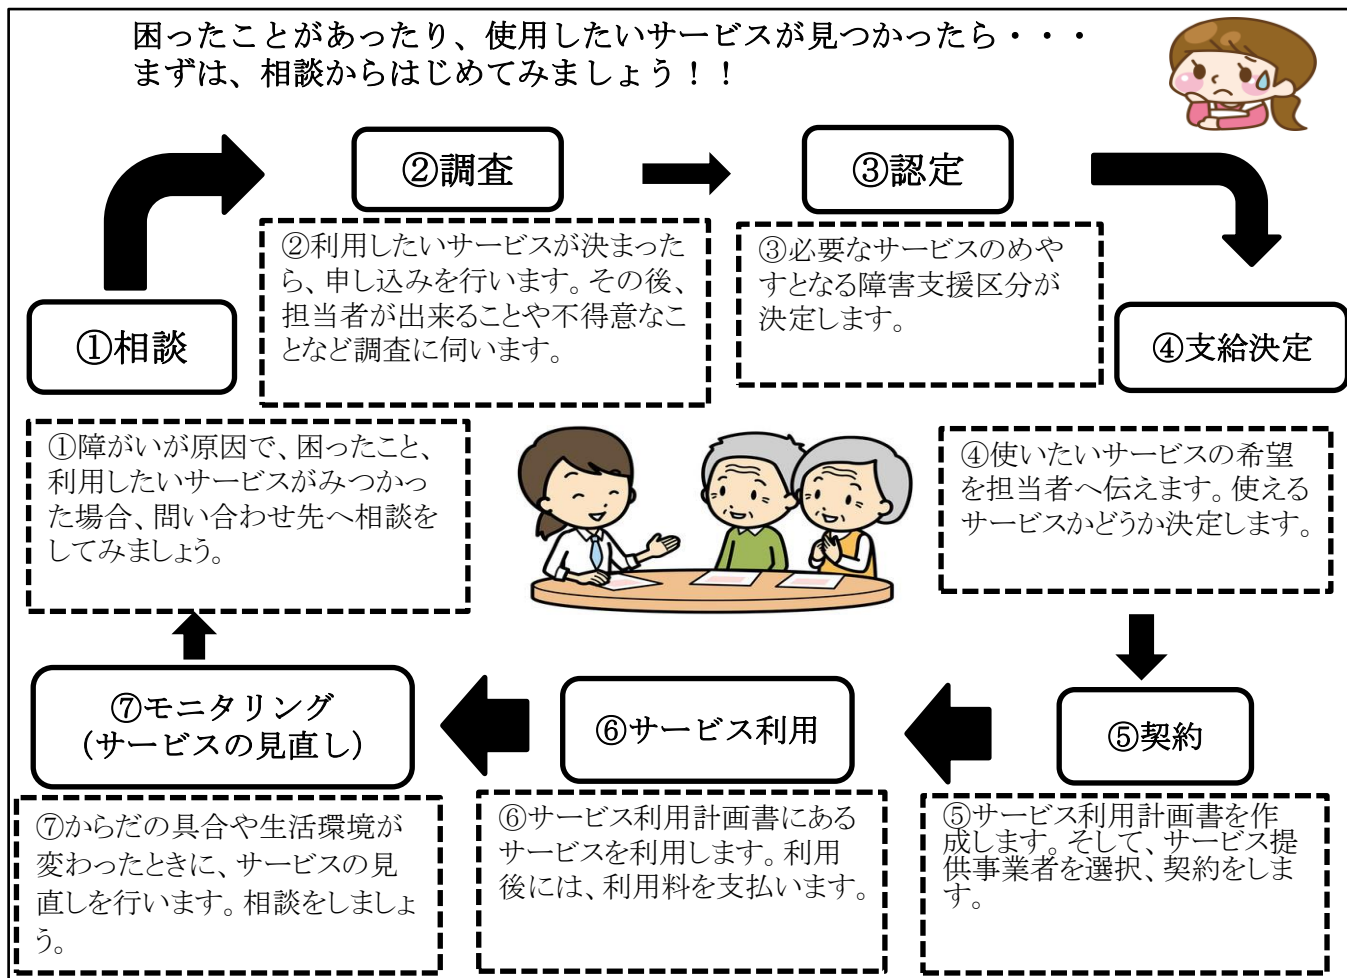 困ったことがあったり、使用したいサービスが見つかったら・・・
まずは、相談からはじめてみましょう！！
①相談
①障がいが原因で、困ったこと、
利用したいサービスがみつかっ
た場合、問い合わせ先へ相談を
してみましょう。
②調査
②利用したいサービスが決まった
ら、申し込みを行います。その後、
担当者が出来ることや不得意なこ
となど調査に伺います。
③認定
③必要なサービスのめや
すとなる障害支援区分が
決定します。
④支給決定
④使いたいサービスの希望
を担当者へ伝えます。使える
サービスかどうか決定します。
⑤契約
⑤サービス利用計画書を作
成します。そして、サービス提
供事業者を選択、契約をしま
す。
⑥サービス利用
⑥サービス利用計画書にある
サービスを利用します。利用
後には、利用料を支払います。
⑦モニタリング
（サービスの見直し）
⑦からだの具合や生活環境が
変わったときに、サービスの見
直しを行います。相談をしましょ
う。